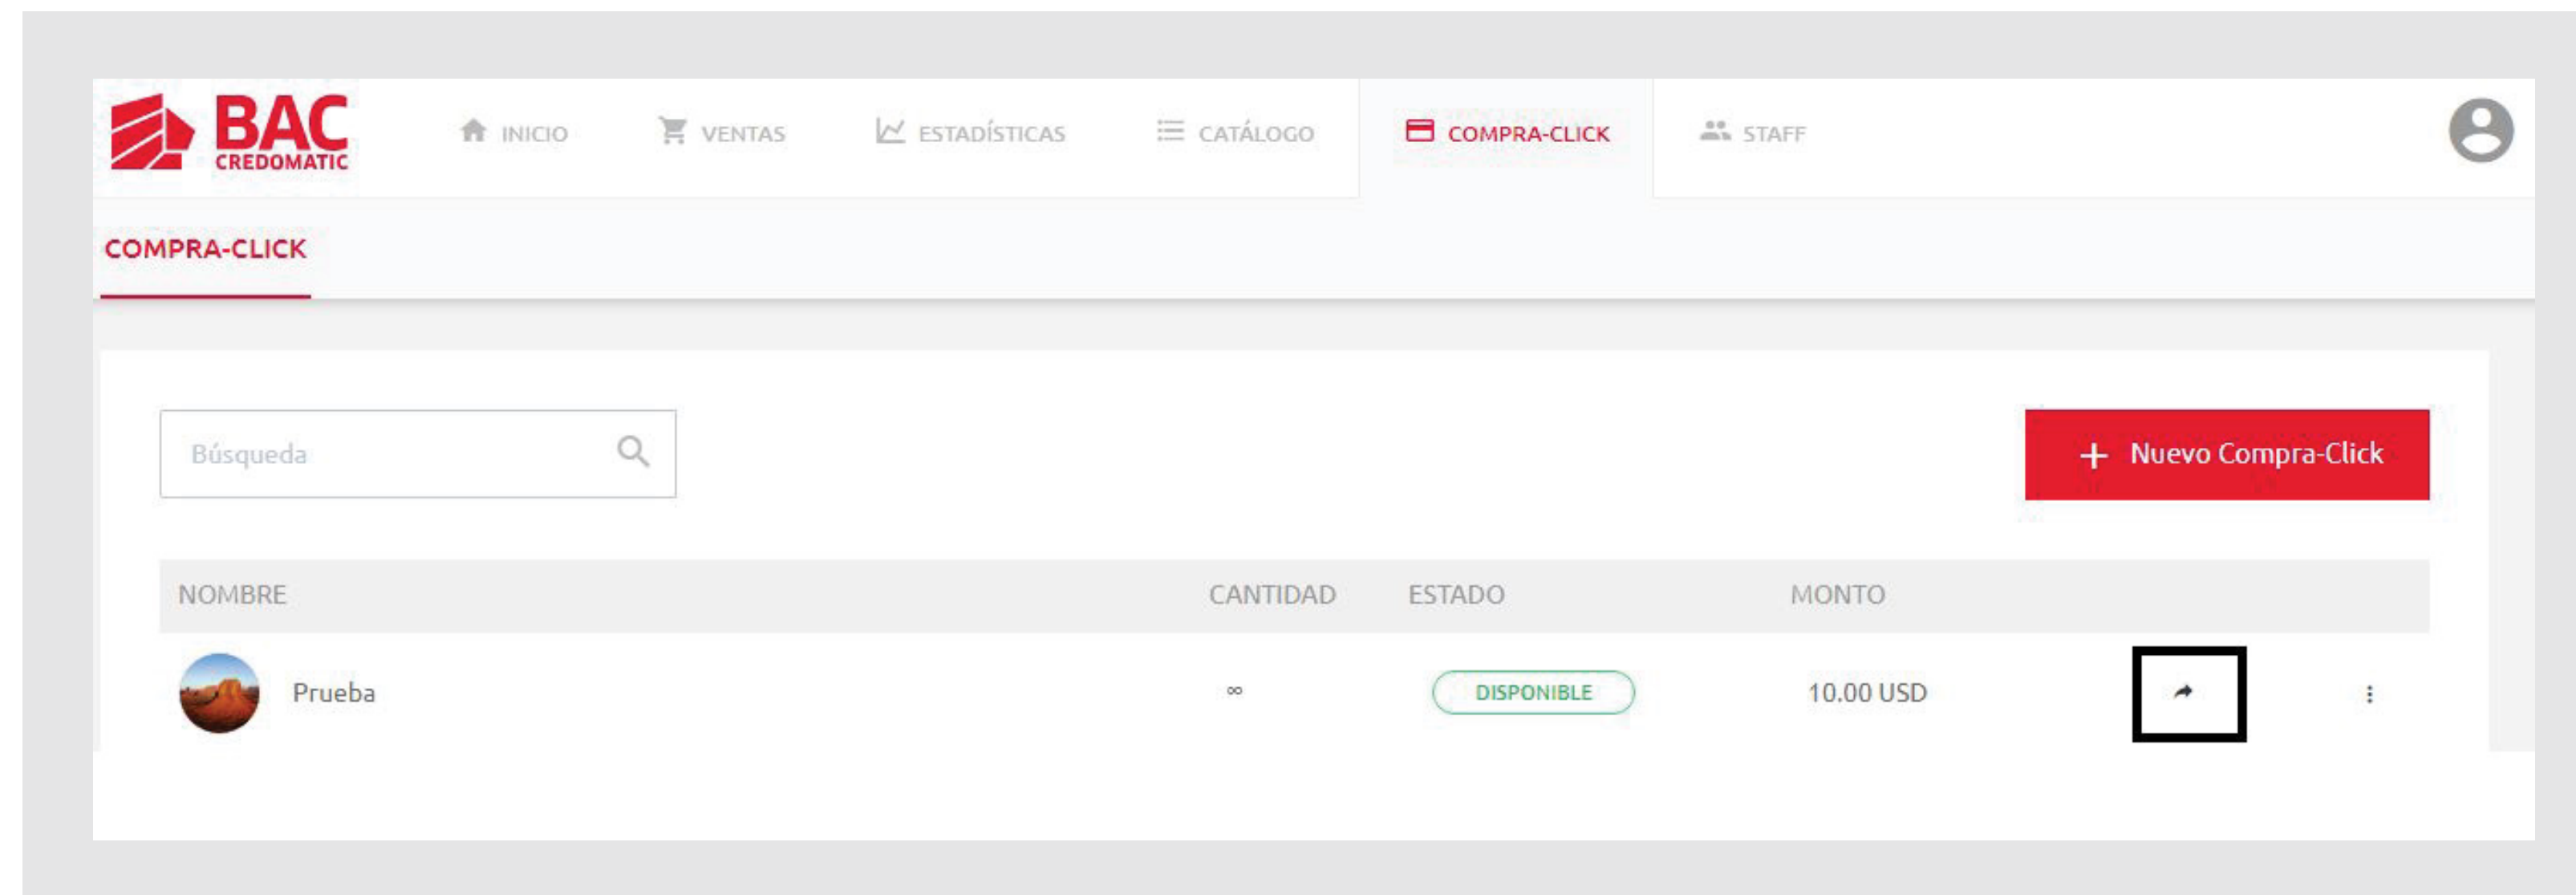 BAC
CREDOMATIC
INICIO
VENTAS
ESTADÍSTICAS
CATÁLOGO
COMPRA-CLICK
STAFF
COMPRA-CLICK
Búsqueda
+ Nuevo Compra-Click
NOMBRE CANTIDAD ESTADO MONTO
Prueba ∞ DISPONIBLE 10.00 USD